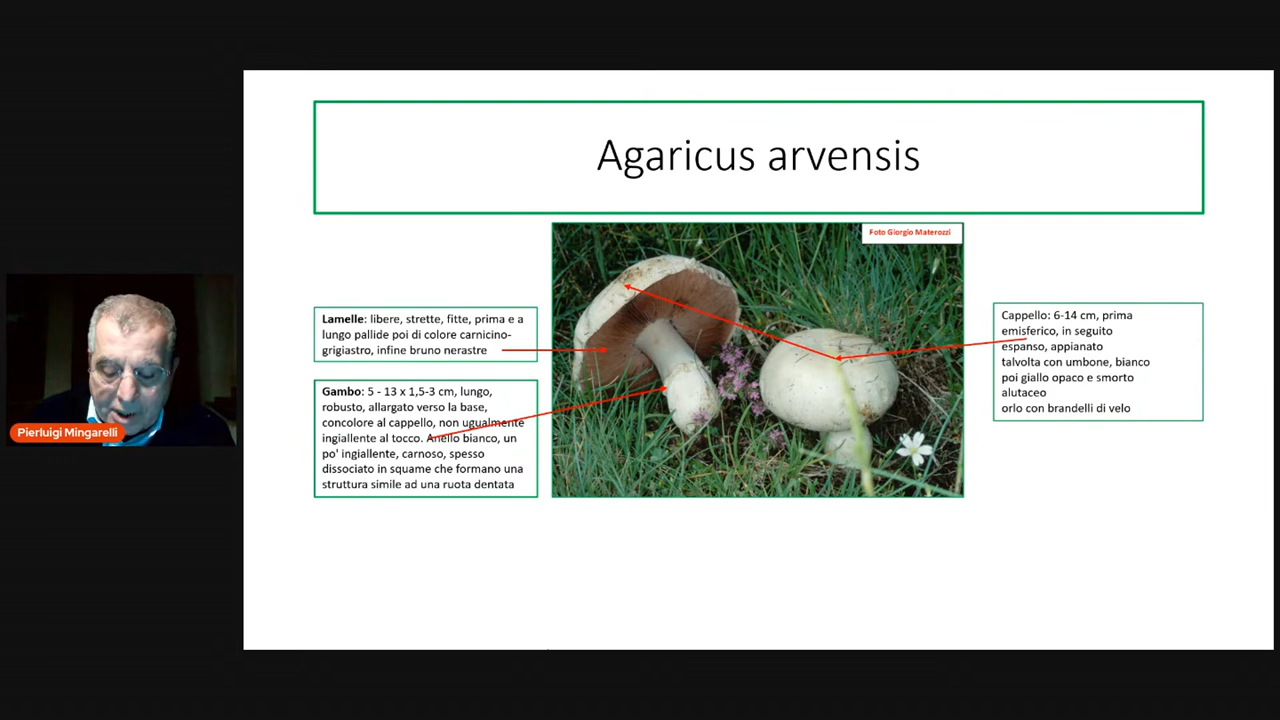 Agaricus arvensis
Foto Giorgio Materozzi
Lamelle: libere, strette, fitte, prima e a
lungo pallide poi di colore carnicino-
grigiastro, infine bruno nerastre
Gambo: 5 - 13 x 1,5-3 cm, lungo,
robusto, allargato verso la base,
concolore al cappello, non ugualmente
ingiallente al tocco. Anello bianco, un
po' ingiallente, carnoso, spesso
dissociato in squame che formano una
struttura simile ad una ruota dentata
Cappello: 6-14 cm, prima
emisferico, in seguito
espanso, appianato
talvolta con umbone, bianco
poi giallo opaco e smorto
alutaceo
orlo con brandelli di velo
Pierluigi Mingarelli